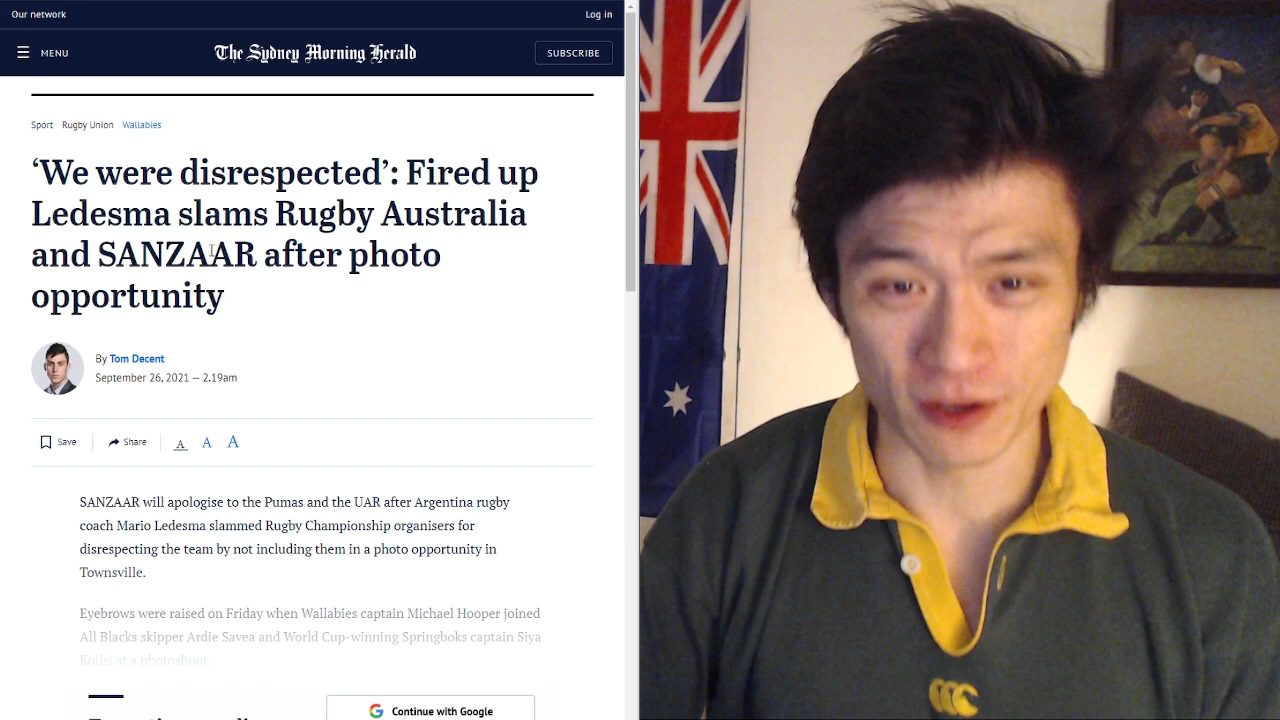 Our network
Log in
MENU
The Sydney Morning Herald
SUBSCRIBE
Sport Rugby Union Wallabies
‘We were disrespected’: Fired up
Ledesma slams Rugby Australia
and SANZAAR after photo
opportunity
By Tom Decent
September 26, 2021 — 2.19am
Save
Share
A A A
SANZAAR will apologise to the Pumas and the UAR after Argentina rugby
coach Mario Ledesma slammed Rugby Championship organisers for
disrespecting the team by not including them in a photo opportunity in
Townsville.
Eyebrows were raised on Friday when Wallabies captain Michael Hooper joined
All Blacks skipper Ardie Savea and World Cup-winning Springboks captain Siya
Kolisi at a photoshoot.
Continue with Google